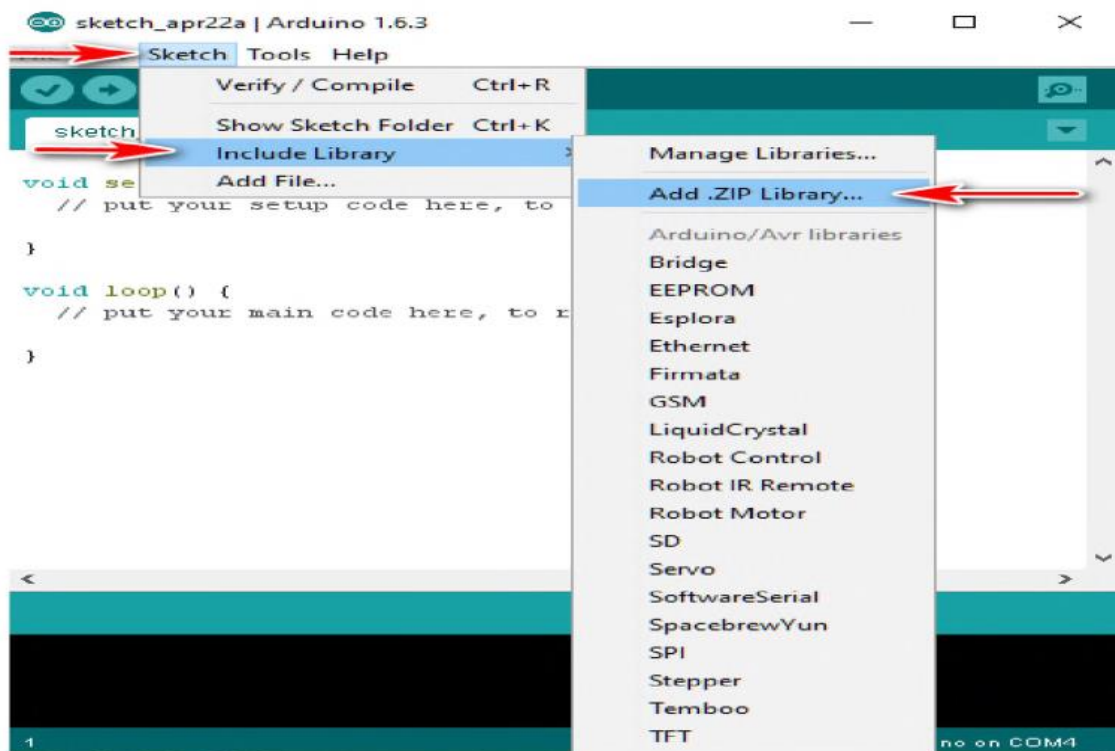 sketch_apr22a | Arduino 1.6.3
Sketch Tools Help
Verify / Compile Ctrl+R
Show Sketch Folder Ctrl+K
Include Library
Add File...
sketch_
void se
// put your setup code here, to
}
void loop() {
// put your main code here, to r
}
Manage Libraries...
Add .ZIP Library...
Arduino/Avr libraries
Bridge
EEPROM
Esplora
Ethernet
Firmata
GSM
LiquidCrystal
Robot Control
Robot IR Remote
Robot Motor
SD
Servo
SoftwareSerial
SpacebrewYun
SPI
Stepper
Temboo
TFT
1
no on COM4